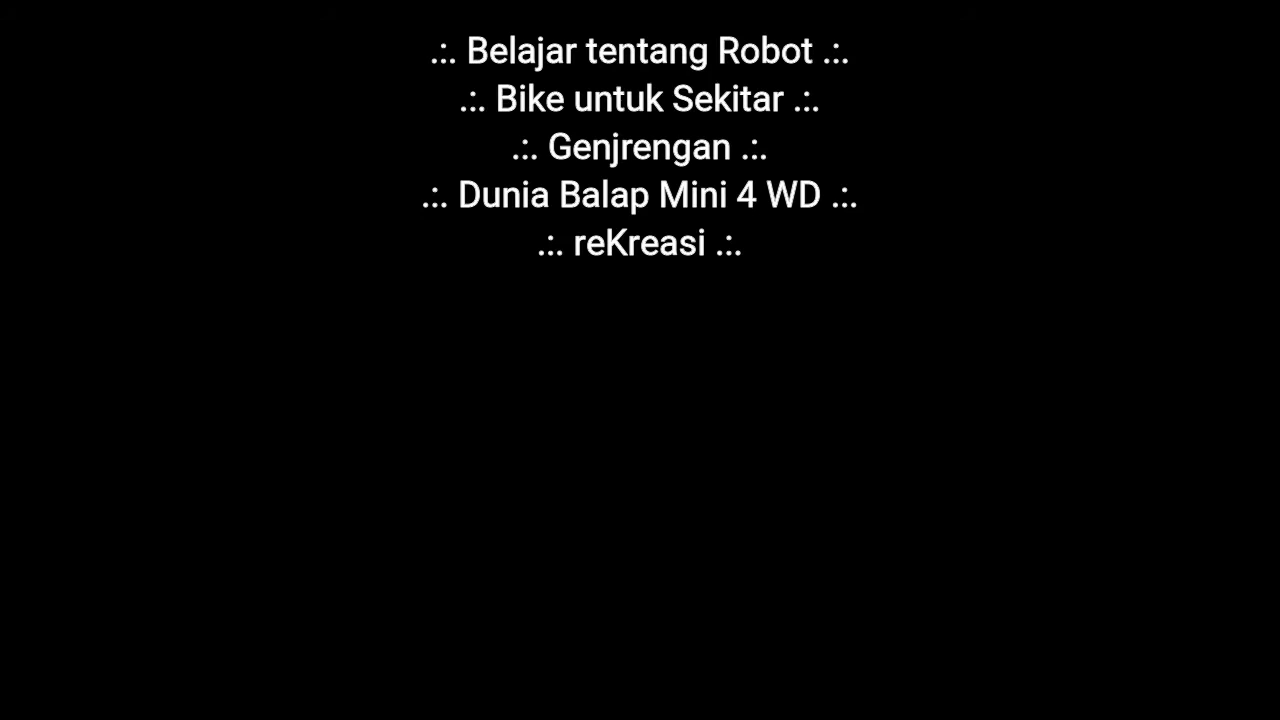 .:. Belajar tentang Robot .:.
.:. Bike untuk Sekitar .:.
.:. Genjrengan .:.
.:. Dunia Balap Mini 4 WD .:.
.:. reKreasi .:.